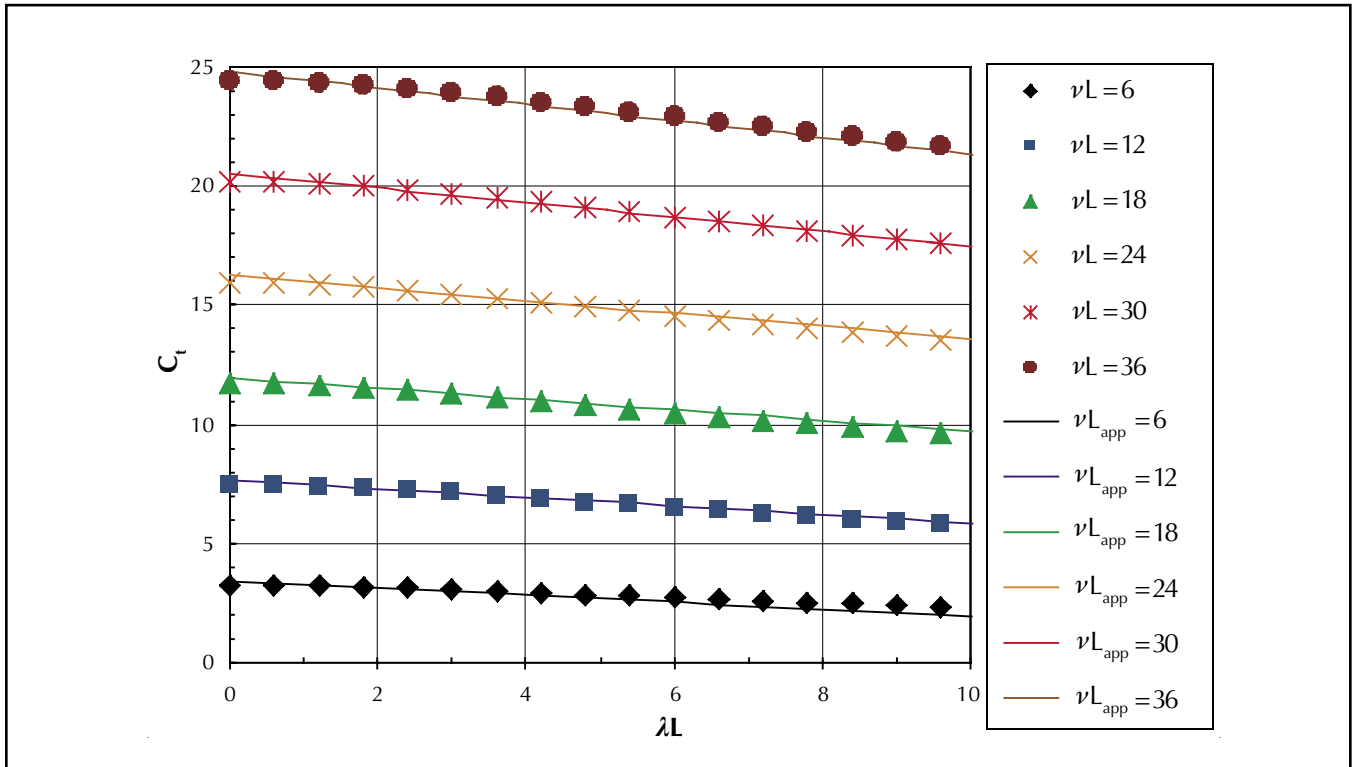 25
20
15
10
5
0
C_t
0 2 4 6 8 10
λL
νL = 6
νL = 12
νL = 18
νL = 24
νL = 30
νL = 36
νL_app = 6
νL_app = 12
νL_app = 18
νL_app = 24
νL_app = 30
νL_app = 36